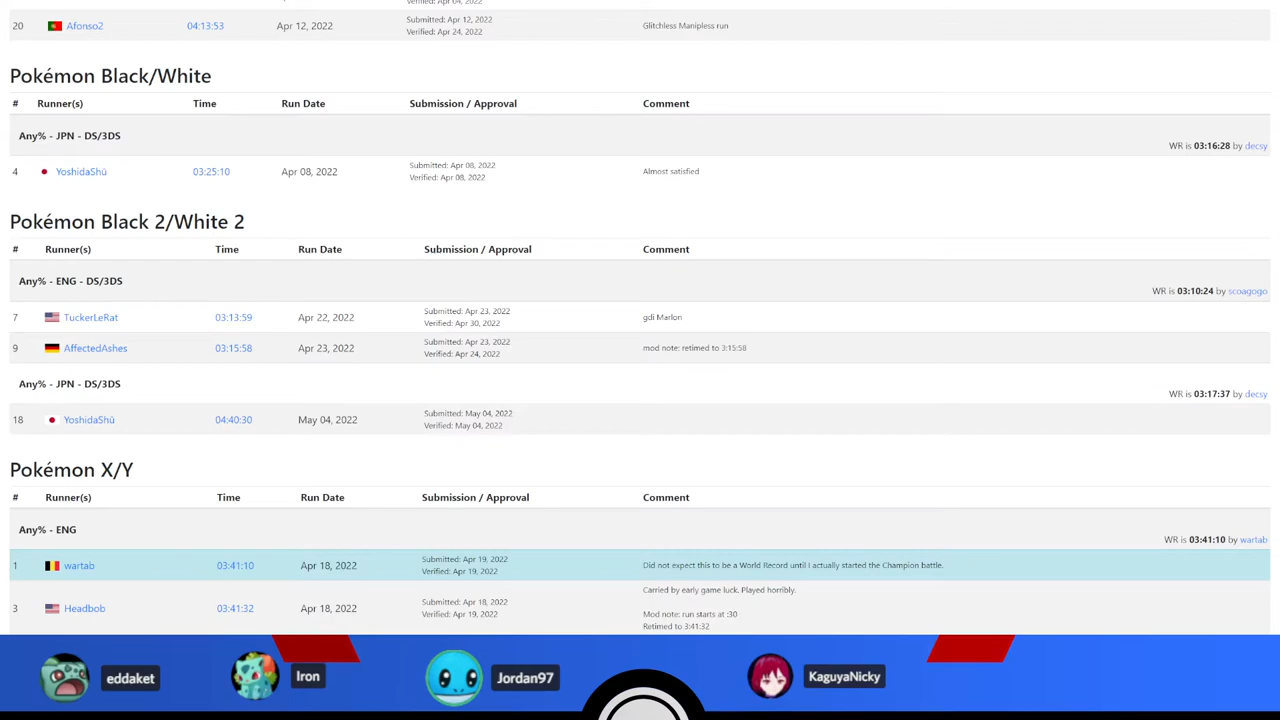 20 Afonso2 04:13:53 Apr 12, 2022 Submitted: Apr 12, 2022 Glitchless Manipless run
Verified: Apr 24, 2022
Pokémon Black/White
# Runner(s) Time Run Date Submission / Approval Comment
Any% - JPN - DS/3DS
WR is 03:16:28 by decsy
4 YoshidaShū 03:25:10 Apr 08, 2022 Submitted: Apr 08, 2022 Almost satisfied
Verified: Apr 08, 2022
Pokémon Black 2/White 2
# Runner(s) Time Run Date Submission / Approval Comment
Any% - ENG - DS/3DS
WR is 03:10:24 by scoagogo
7 TuckerLeRat 03:13:59 Apr 22, 2022 Submitted: Apr 23, 2022 gdi Marlon
Verified: Apr 30, 2022
9 AffectedAshes 03:15:58 Apr 23, 2022 Submitted: Apr 23, 2022 mod note: retimed to 3:15:58
Verified: Apr 24, 2022
Any% - JPN - DS/3DS
WR is 03:17:37 by decsy
18 YoshidaShū 04:40:30 May 04, 2022 Submitted: May 04, 2022
Verified: May 04, 2022
Pokémon X/Y
# Runner(s) Time Run Date Submission / Approval Comment
Any% - ENG
WR is 03:41:10 by wartab
1 wartab 03:41:10 Apr 18, 2022 Submitted: Apr 19, 2022 Did not expect this to be a World Record until I actually started the Champion battle.
Verified: Apr 19, 2022
3 Headbob 03:41:32 Apr 18, 2022 Submitted: Apr 18, 2022 Carried by early game luck. Played horribly.
Verified: Apr 19, 2022 Mod note: run starts at :30
Retimed to 3:41:32
eddaket Iron Jordan97 KaguyaNicky